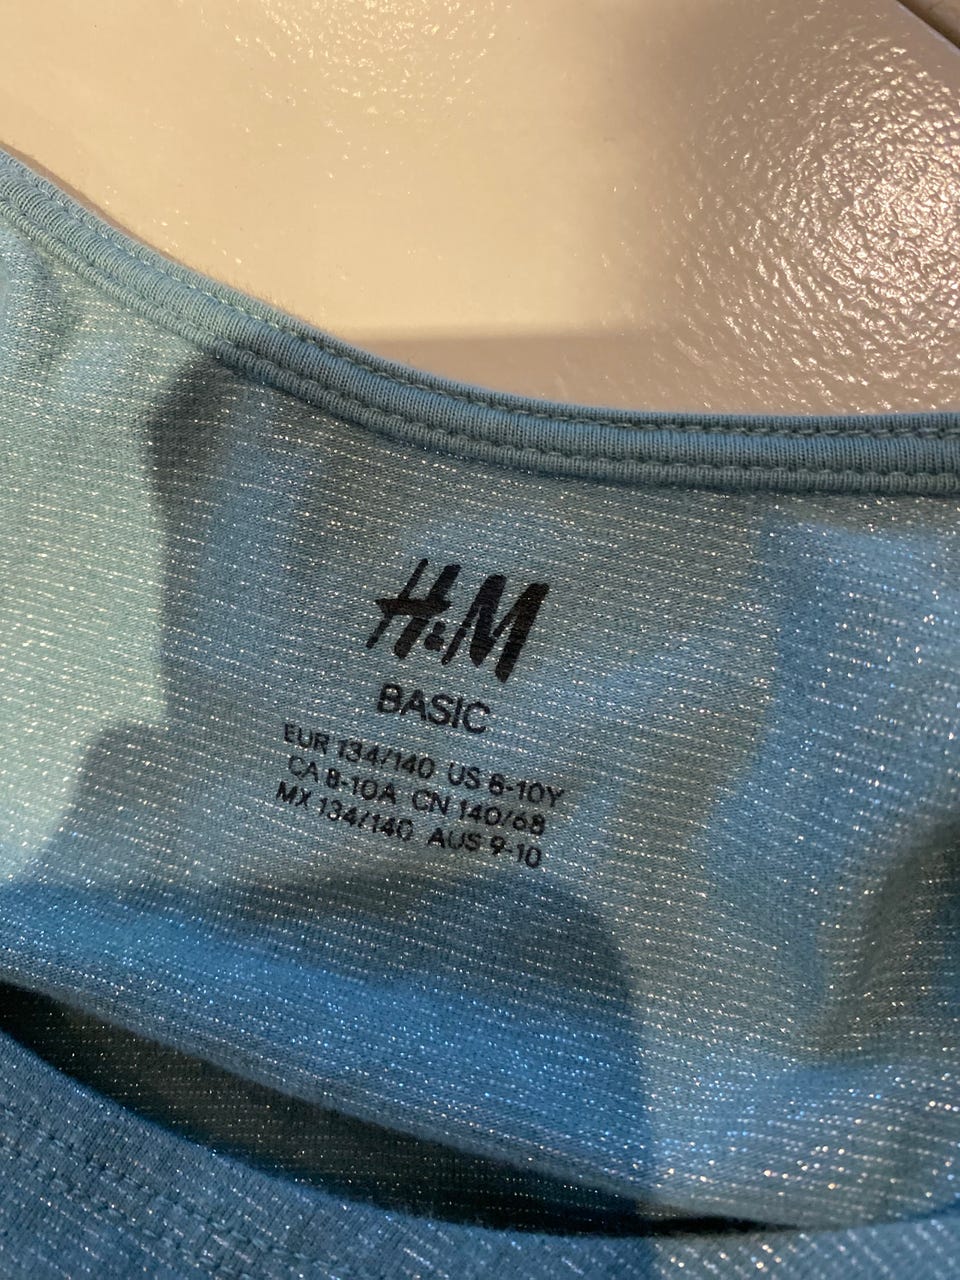 H&M
BASIC
EUR 134/140 US 8-10Y
CA 8-10A CN 140/68
MX 134/140 AUS 9-10